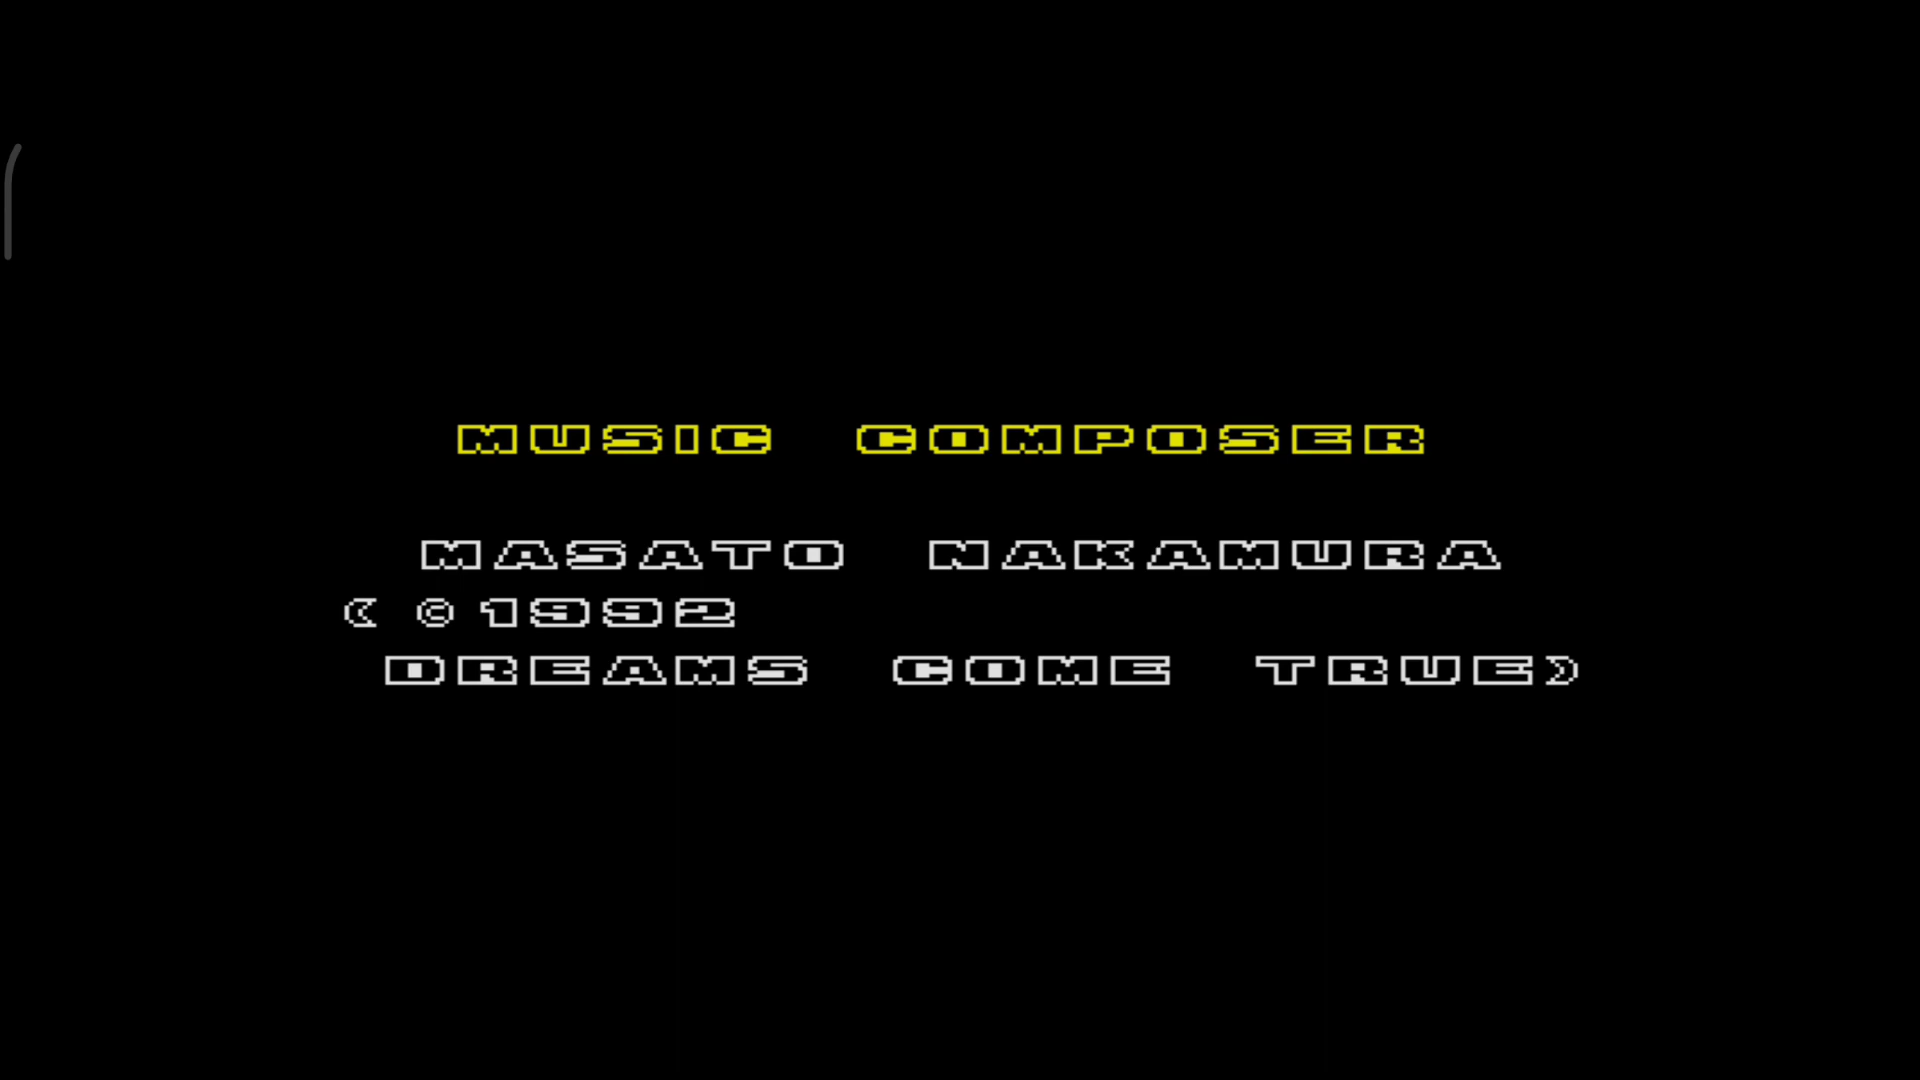 MUSIC COMPOSER
MASATO NAKAMURA
( ©1992
DREAMS COME TRUE)